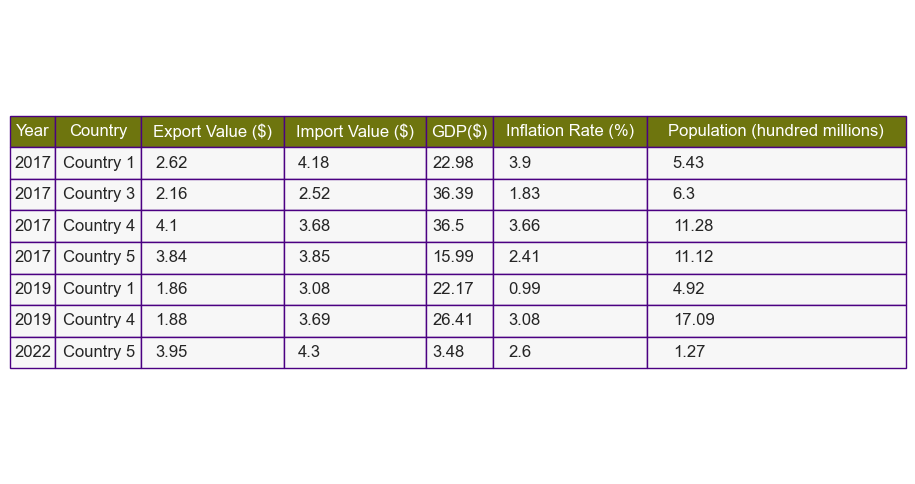 Year Country Export Value ($) Import Value ($) GDP($) Inflation Rate (%) Population (hundred millions)
2017 Country 1 2.62 4.18 22.98 3.9 5.43
2017 Country 3 2.16 2.52 36.39 1.83 6.3
2017 Country 4 4.1 3.68 36.5 3.66 11.28
2017 Country 5 3.84 3.85 15.99 2.41 11.12
2019 Country 1 1.86 3.08 22.17 0.99 4.92
2019 Country 4 1.88 3.69 26.41 3.08 17.09
2022 Country 5 3.95 4.3 3.48 2.6 1.27